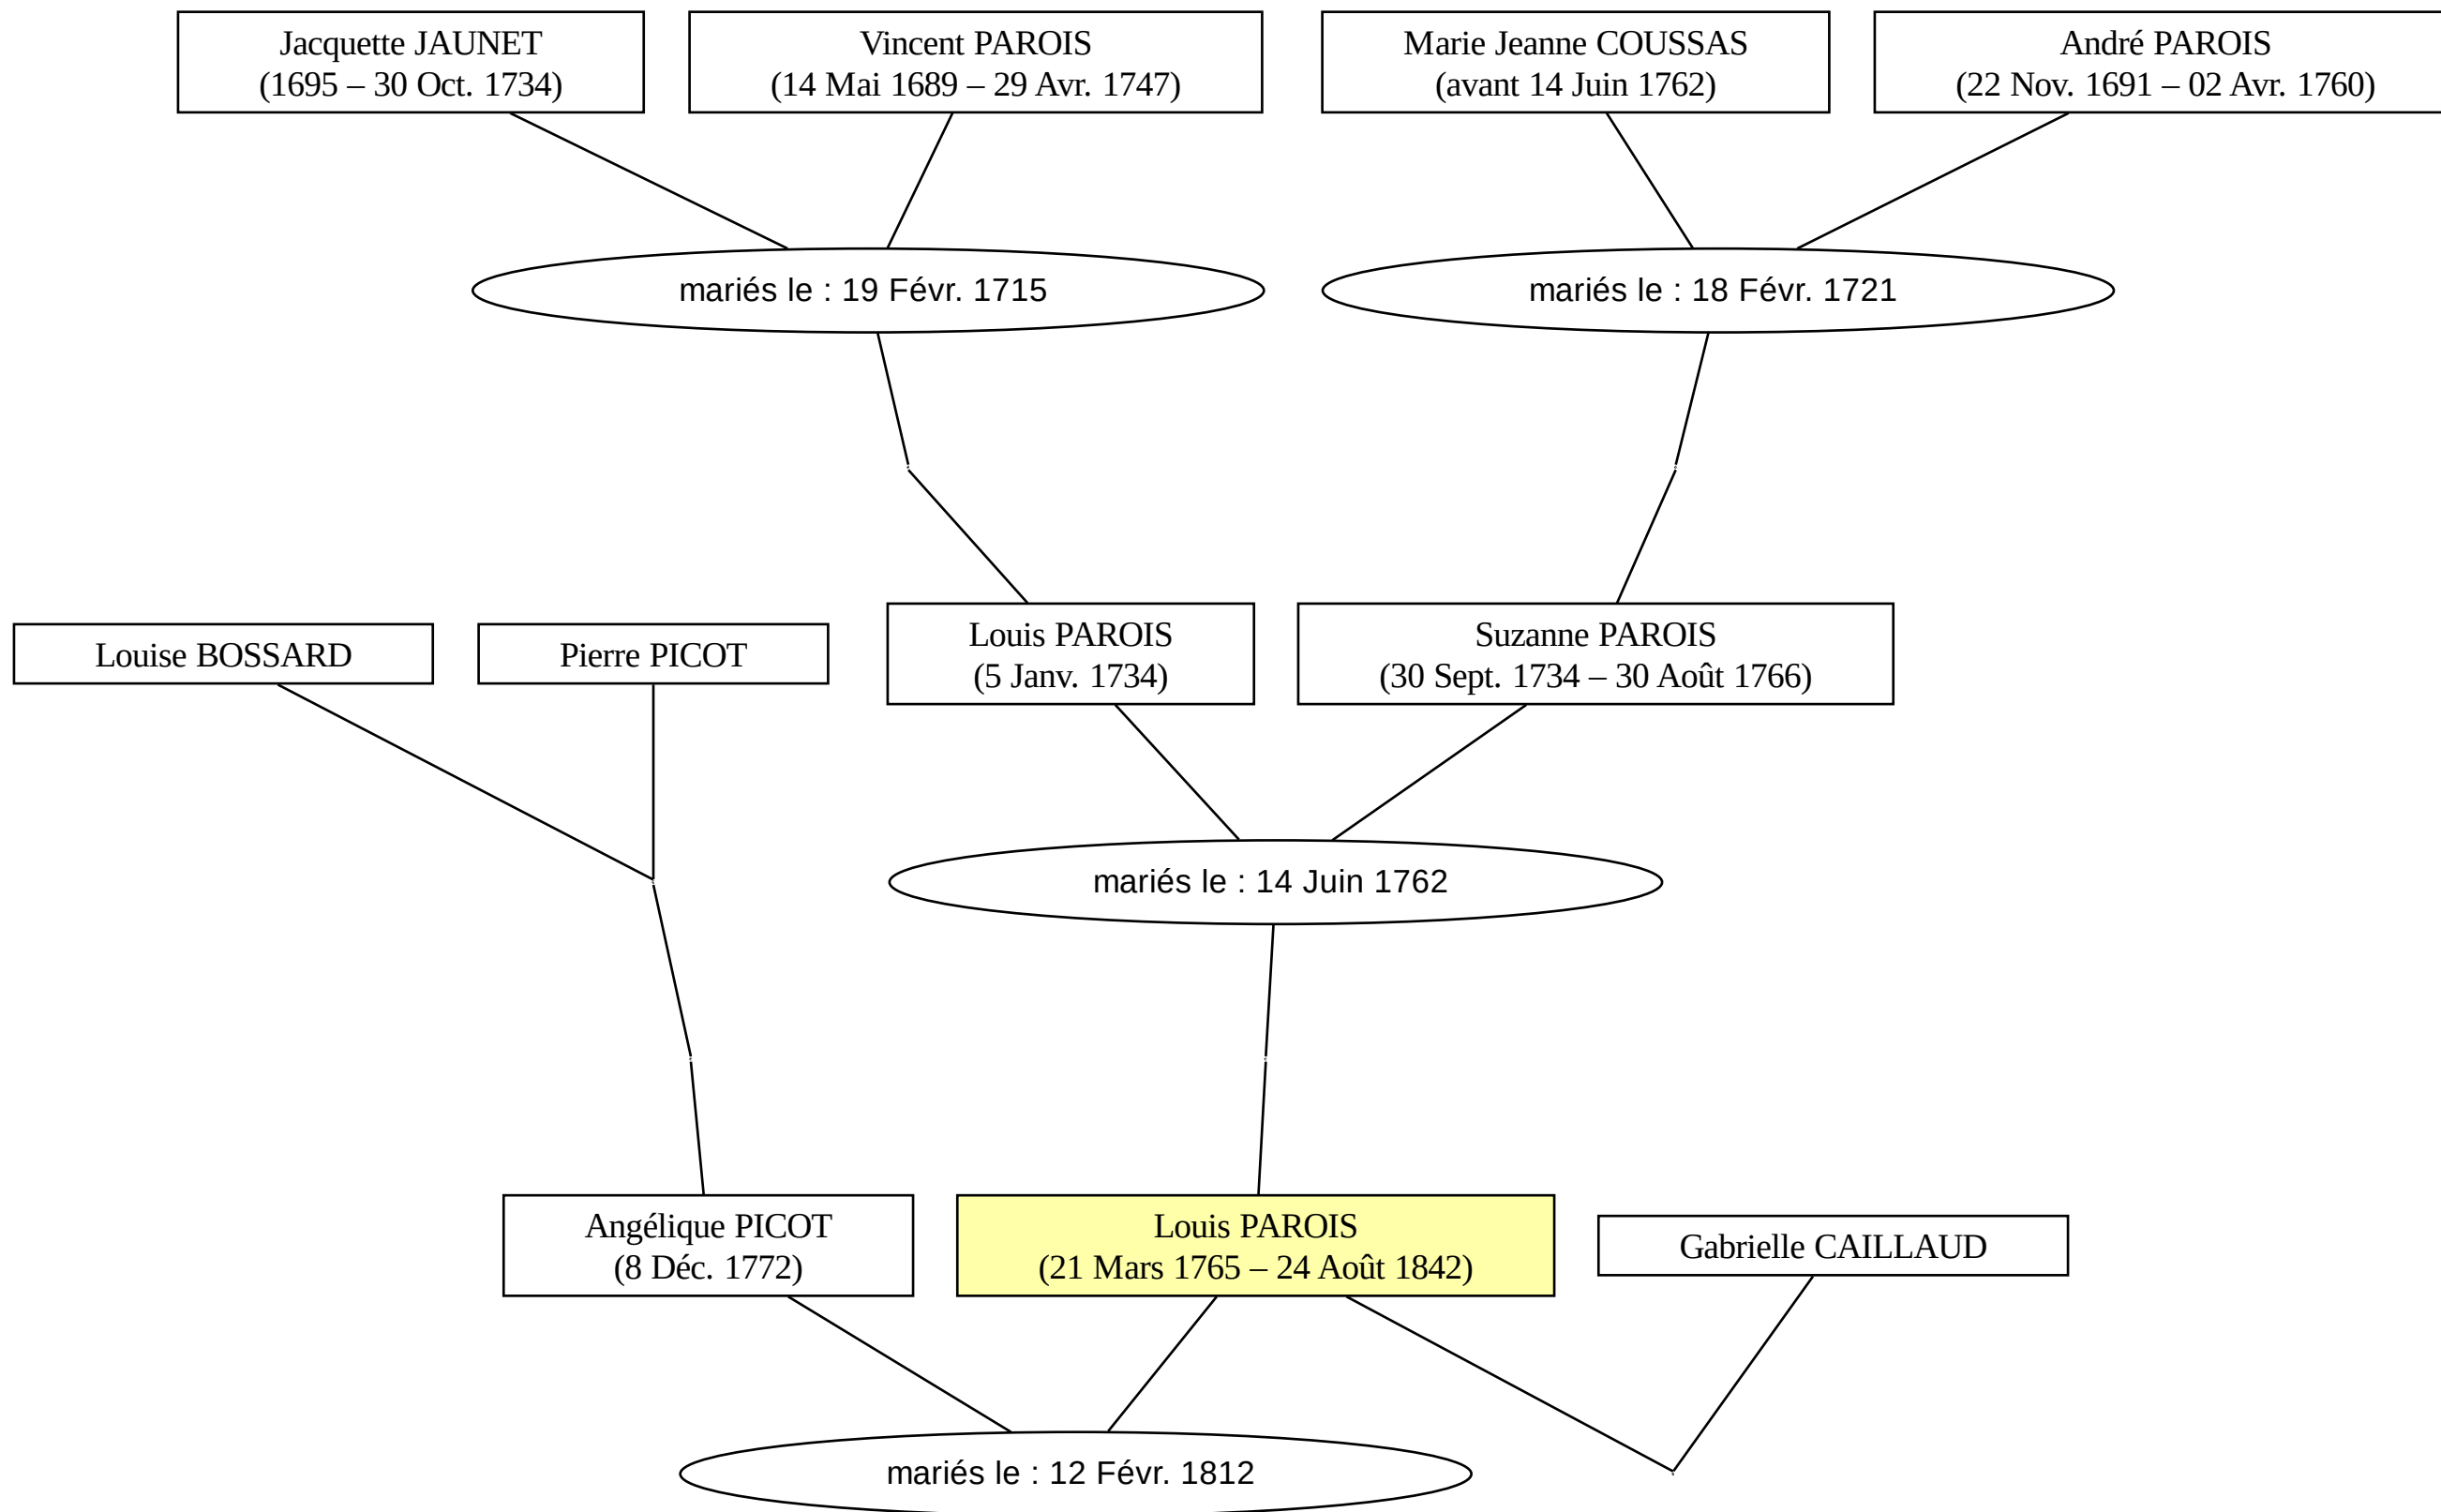 Jacquette JAUNET
(1695 – 30 Oct. 1734)
Vincent PAROIS
(14 Mai 1689 – 29 Avr. 1747)
Marie Jeanne COUSSAS
(avant 14 Juin 1762)
André PAROIS
(22 Nov. 1691 – 02 Avr. 1760)
mariés le : 19 Févr. 1715
mariés le : 18 Févr. 1721
Louise BOSSARD
Pierre PICOT
Louis PAROIS
(5 Janv. 1734)
Suzanne PAROIS
(30 Sept. 1734 – 30 Août 1766)
mariés le : 14 Juin 1762
Angélique PICOT
(8 Déc. 1772)
Louis PAROIS
(21 Mars 1765 – 24 Août 1842)
Gabrielle CAILLAUD
mariés le : 12 Févr. 1812